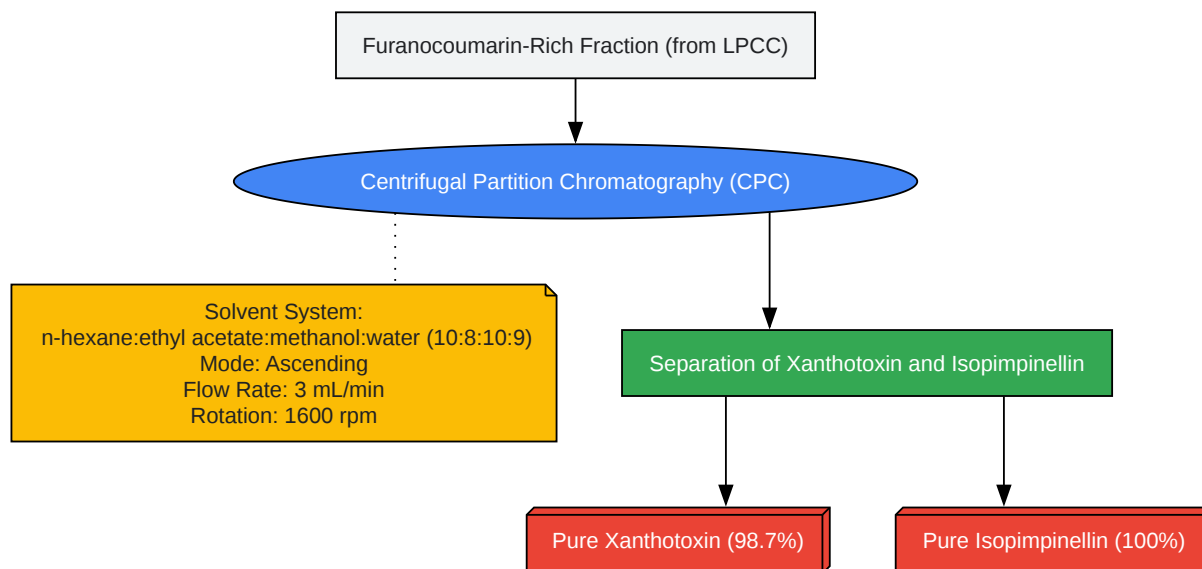 Furanocoumarin-Rich Fraction (from LPCC)
Centrifugal Partition Chromatography (CPC)
Solvent System:
n-hexane:ethyl acetate:methanol:water (10:8:10:9)
Mode: Ascending
Flow Rate: 3 mL/min
Rotation: 1600 rpm
Separation of Xanthotoxin and Isopimpinellin
Pure Xanthotoxin (98.7%)
Pure Isopimpinellin (100%)